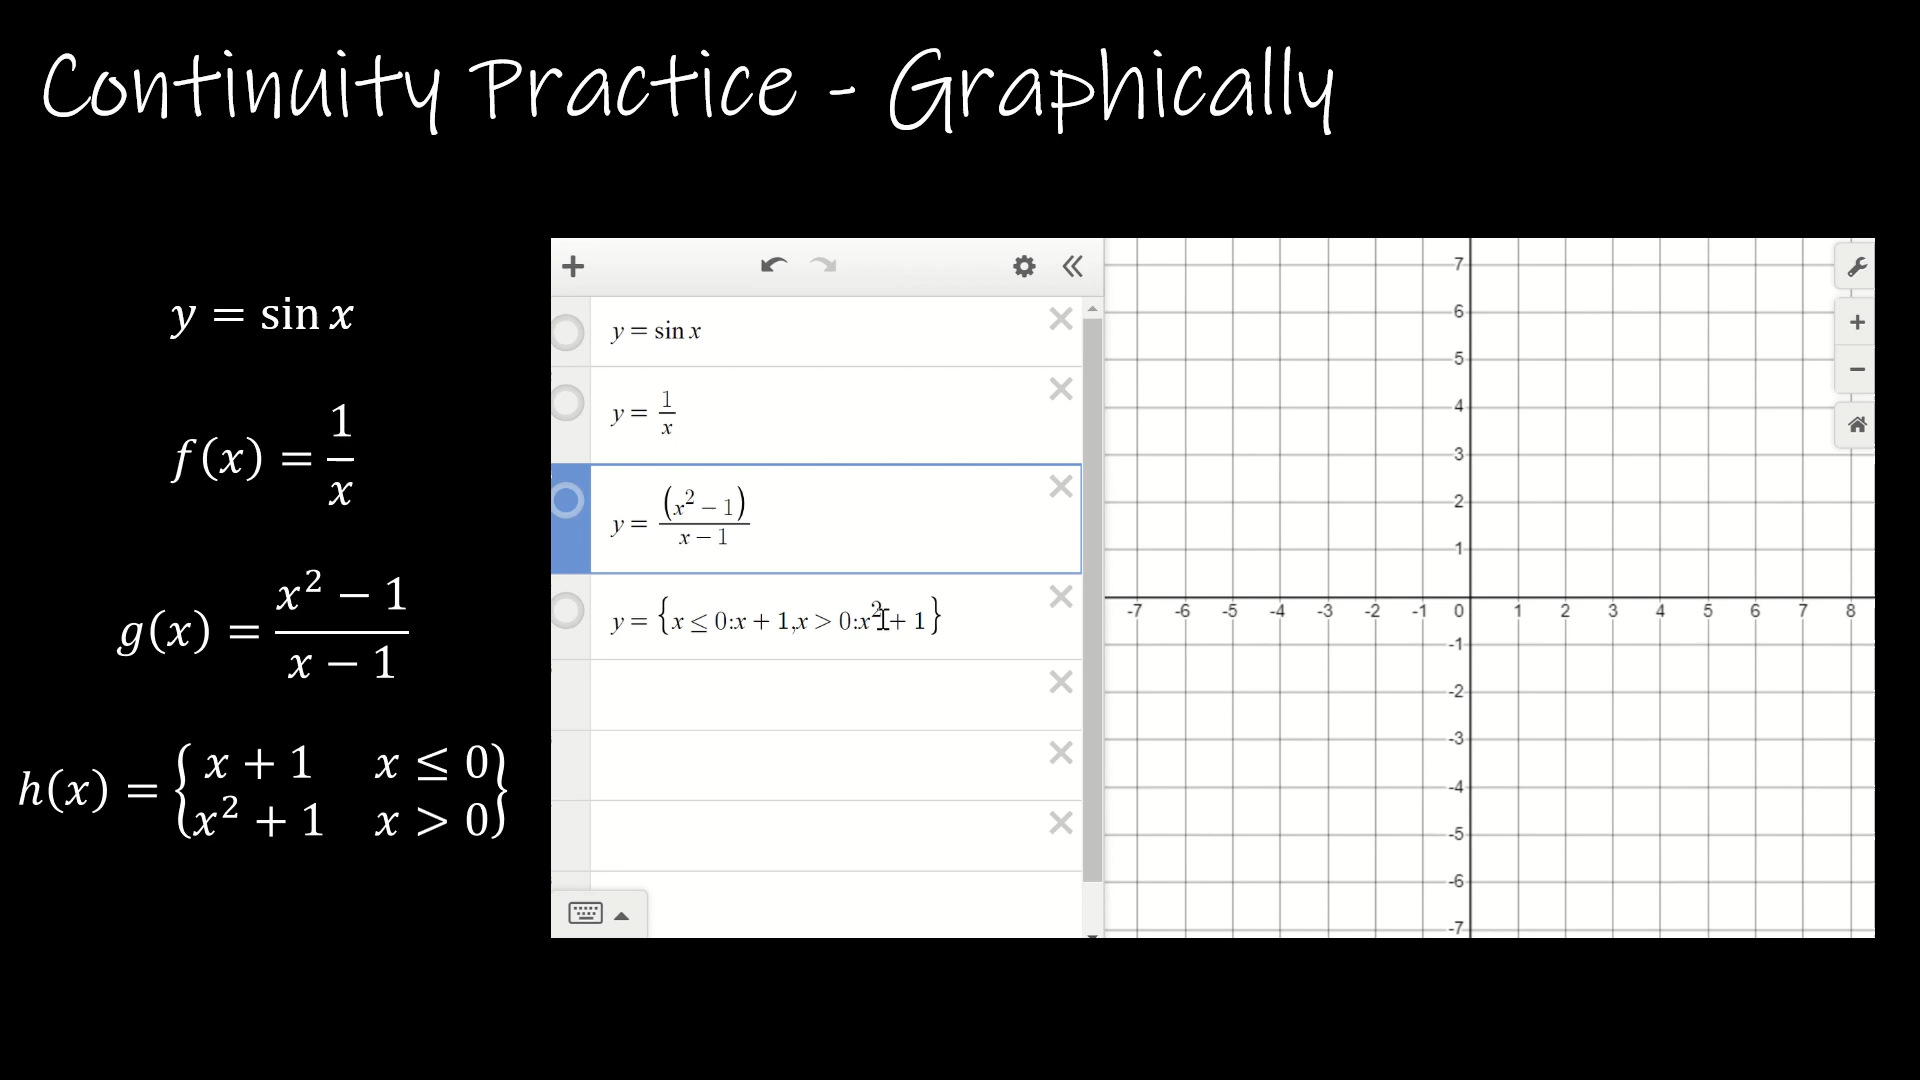 Continuity Practice - Graphically
y = sin x
f(x) = 1/x
g(x) = (x² − 1)/(x − 1)
h(x) = { x + 1   x ≤ 0
x² + 1   x > 0 }
y = sin x
y = 1/x
y = (x² − 1)/(x − 1)
y = {x ≤ 0:x + 1,x > 0:x² + 1}
7
6
5
4
3
2
1
-7 -6 -5 -4 -3 -2 -1 0 1 2 3 4 5 6 7 8
-1
-2
-3
-4
-5
-6
-7